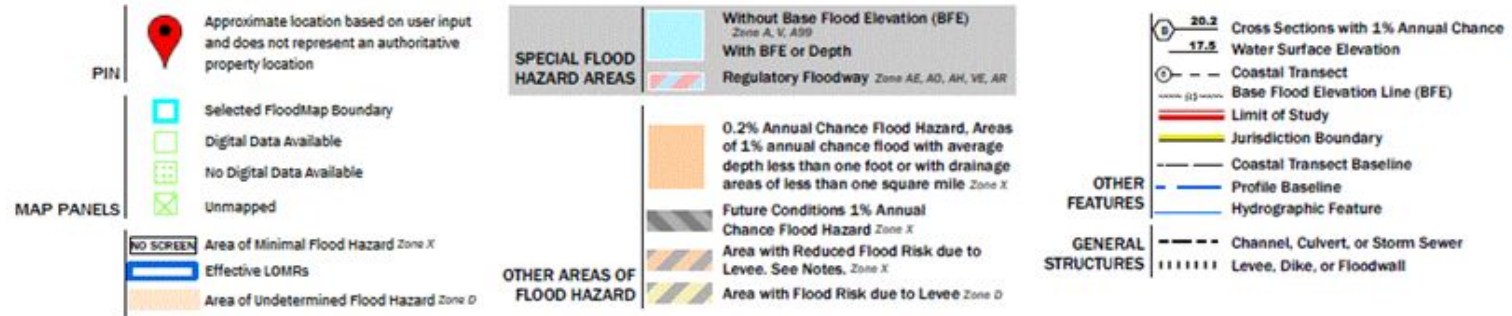 Approximate location based on user input
and does not represent an authoritative
property location
PIN
Selected FloodMap Boundary
Digital Data Available
No Digital Data Available
Unmapped
MAP PANELS
NO SCREEN Area of Minimal Flood Hazard Zone X
Effective LOMRs
Area of Undetermined Flood Hazard Zone D
SPECIAL FLOOD
HAZARD AREAS
Without Base Flood Elevation (BFE)
Zone A, V, A99
With BFE or Depth
Regulatory Floodway Zone AE, AO, AH, VE, AR
0.2% Annual Chance Flood Hazard, Areas
of 1% annual chance flood with average
depth less than one foot or with drainage
areas of less than one square mile Zone X
Future Conditions 1% Annual
Chance Flood Hazard Zone X
Area with Reduced Flood Risk due to
Levee. See Notes. Zone X
Area with Flood Risk due to Levee Zone D
OTHER AREAS OF
FLOOD HAZARD
20.2 Cross Sections with 1% Annual Chance
17.5 Water Surface Elevation
Coastal Transect
Base Flood Elevation Line (BFE)
Limit of Study
Jurisdiction Boundary
Coastal Transect Baseline
Profile Baseline
Hydrographic Feature
OTHER
FEATURES
GENERAL
STRUCTURES
Channel, Culvert, or Storm Sewer
Levee, Dike, or Floodwall